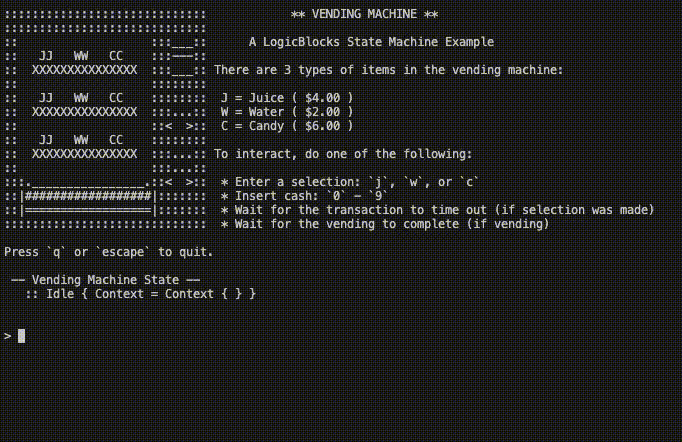 :::::::::::::::::::::::::::::            ** VENDING MACHINE **
:::::::::::::::::::::::::::::
::                   :::___::      A LogicBlocks State Machine Example
::   JJ   WW   CC    :::———::
::  XXXXXXXXXXXXXXX  :::___:: There are 3 types of items in the vending machine:
::                   ::::::::
::   JJ   WW   CC    ::::::::  J = Juice ( $4.00 )
::  XXXXXXXXXXXXXXX  :::...::  W = Water ( $2.00 )
::                   ::<  >::  C = Candy ( $6.00 )
::   JJ   WW   CC    ::::::::
::  XXXXXXXXXXXXXXX  :::...:: To interact, do one of the following:
::                   :::...::
:::.________________.::<  >::  * Enter a selection: `j`, `w`, or `c`
::|##################|:::::::  * Insert cash: `0` – `9`
::|==================|:::::::  * Wait for the transaction to time out (if selection was made)
:::::::::::::::::::::::::::::  * Wait for the vending to complete (if vending)
Press `q` or `escape` to quit.
—— Vending Machine State ——
:: Idle { Context = Context { } }
>